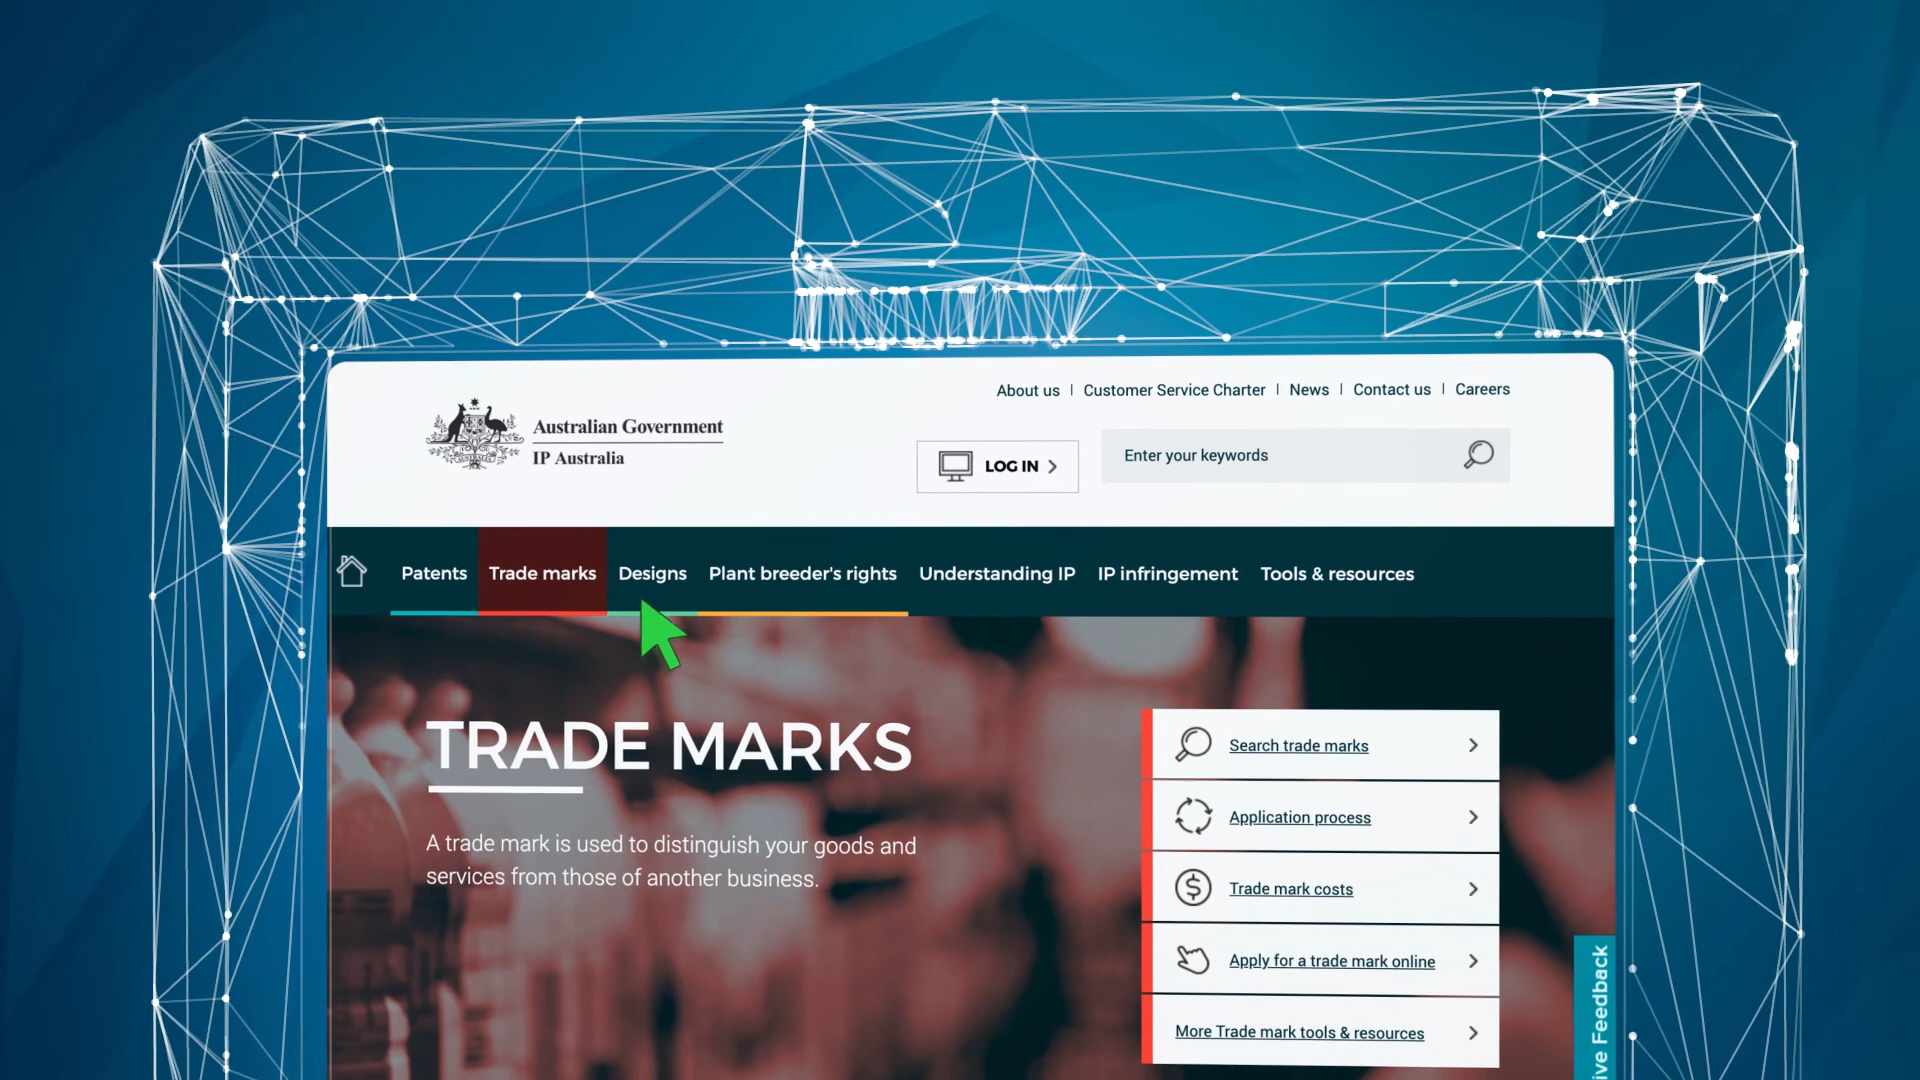 About us | Customer Service Charter | News | Contact us | Careers
Australian Government
IP Australia
LOG IN
Enter your keywords
Patents Trade marks Designs Plant breeder's rights Understanding IP IP infringement Tools & resources
TRADE MARKS
A trade mark is used to distinguish your goods and
services from those of another business.
Search trade marks
Application process
Trade mark costs
Apply for a trade mark online
More Trade mark tools & resources
ive Feedback